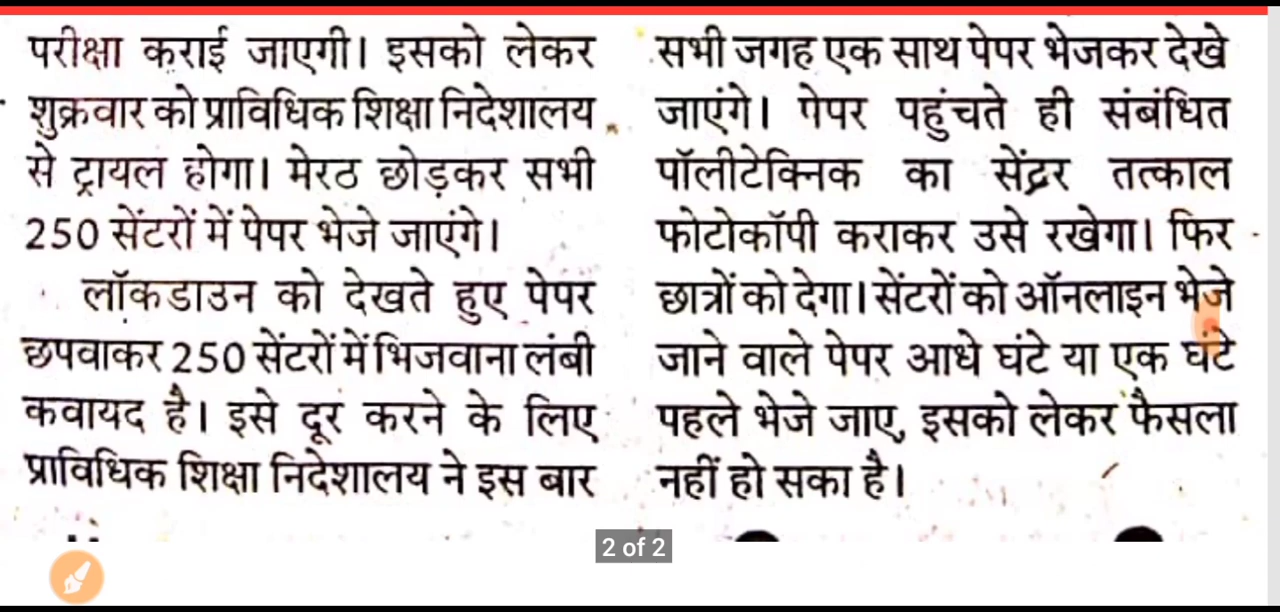 परीक्षा कराई जाएगी। इसको लेकर
शुक्रवार को प्राविधिक शिक्षा निदेशालय
से ट्रायल होगा। मेरठ छोड़कर सभी
250 सेंटरों में पेपर भेजे जाएंगे।
लॉकडाउन को देखते हुए पेपर
छपवाकर 250 सेंटरों में भिजवाना लंबी
कवायद है। इसे दूर करने के लिए
प्राविधिक शिक्षा निदेशालय ने इस बार
सभी जगह एक साथ पेपर भेजकर देखे
जाएंगे। पेपर पहुंचते ही संबंधित
पॉलीटेक्निक का सेंट्रर तत्काल
फोटोकॉपी कराकर उसे रखेगा। फिर
छात्रों को देगा। सेंटरों को ऑनलाइन भेजे
जाने वाले पेपर आधे घंटे या एक घंटे
पहले भेजे जाए, इसको लेकर फैसला
नहीं हो सका है।
2 of 2